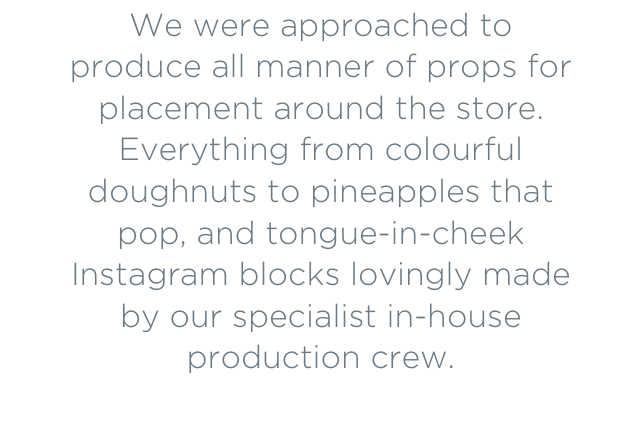 We were approached to
produce all manner of props for
placement around the store.
Everything from colourful
doughnuts to pineapples that
pop, and tongue-in-cheek
Instagram blocks lovingly made
by our specialist in-house
production crew.